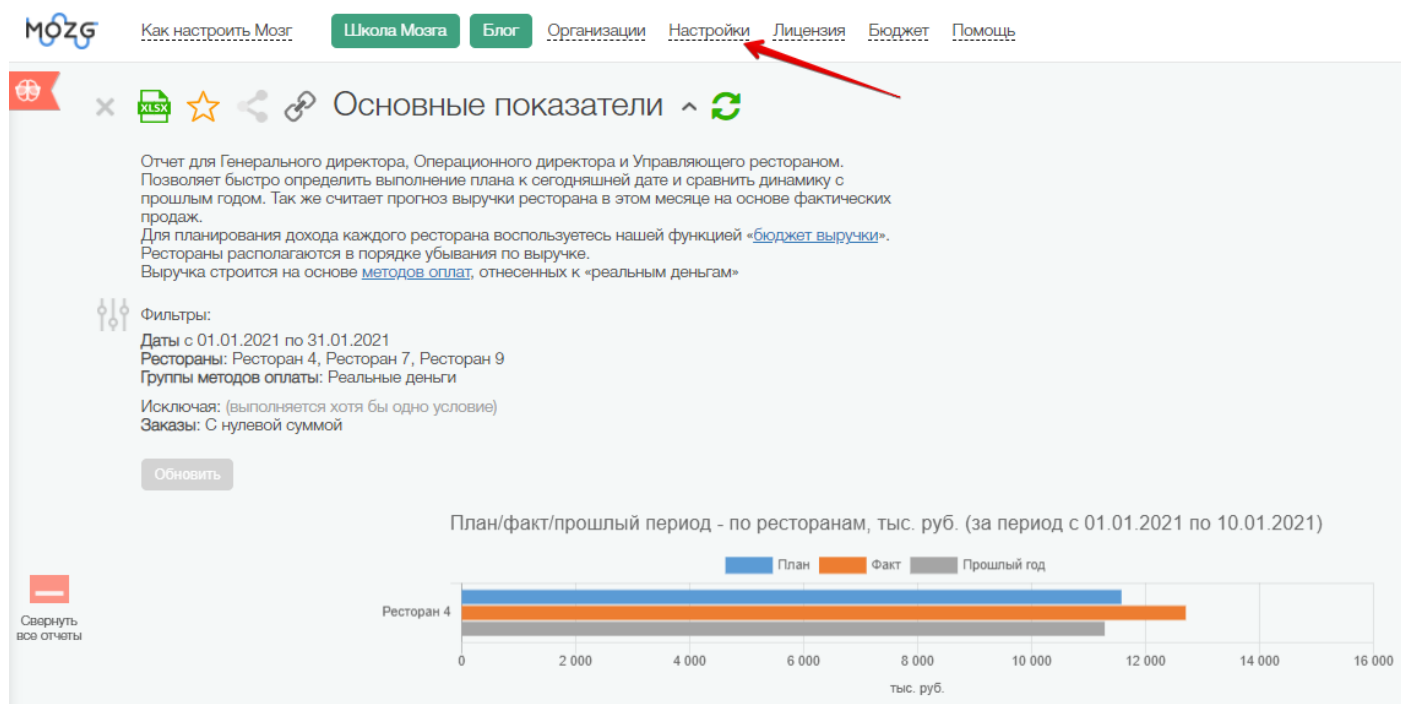 MOZG
Как настроить Мозг Школа Мозга Блог Организации Настройки Лицензия Бюджет Помощь
XLSX Основные показатели
Отчет для Генерального директора, Операционного директора и Управляющего рестораном.
Позволяет быстро определить выполнение плана к сегодняшней дате и сравнить динамику с
прошлым годом. Так же считает прогноз выручки ресторана в этом месяце на основе фактических
продаж.
Для планирования дохода каждого ресторана воспользуетесь нашей функцией «бюджет выручки».
Рестораны располагаются в порядке убывания по выручке.
Выручка строится на основе методов оплат, отнесенных к «реальным деньгам»
Фильтры:
Даты с 01.01.2021 по 31.01.2021
Рестораны: Ресторан 4, Ресторан 7, Ресторан 9
Группы методов оплаты: Реальные деньги
Исключая: (выполняется хотя бы одно условие)
Заказы: С нулевой суммой
Обновить
План/факт/прошлый период - по ресторанам, тыс. руб. (за период с 01.01.2021 по 10.01.2021)
План Факт Прошлый год
Ресторан 4
0 2 000 4 000 6 000 8 000 10 000 12 000 14 000 16 000
тыс. руб.
Свернуть
все отчеты